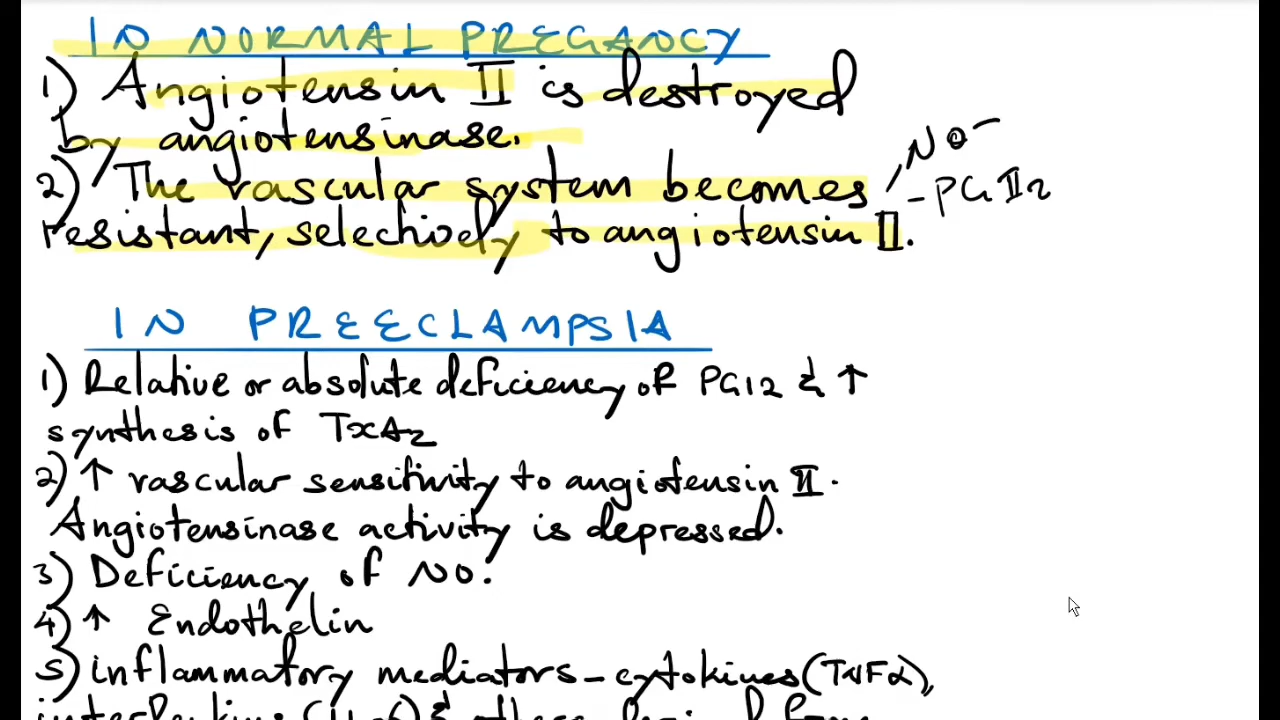 IN NORMAL PREGANCY
1) Angiotensin II is destroyed
by angiotensinase.
2) The vascular system becomes
resistant, selectively to angiotensin II.
NO
- PGI2
IN PREECLAMPSIA
1) Relative or absolute deficiency of PGI2 & ↑
synthesis of TxA2
2) ↑ vascular sensitivity to angiotensin II.
Angiotensinase activity is depressed.
3) Deficiency of NO.
4) ↑ Endothelin
5) inflammatory mediators - cytokines (TNFα),